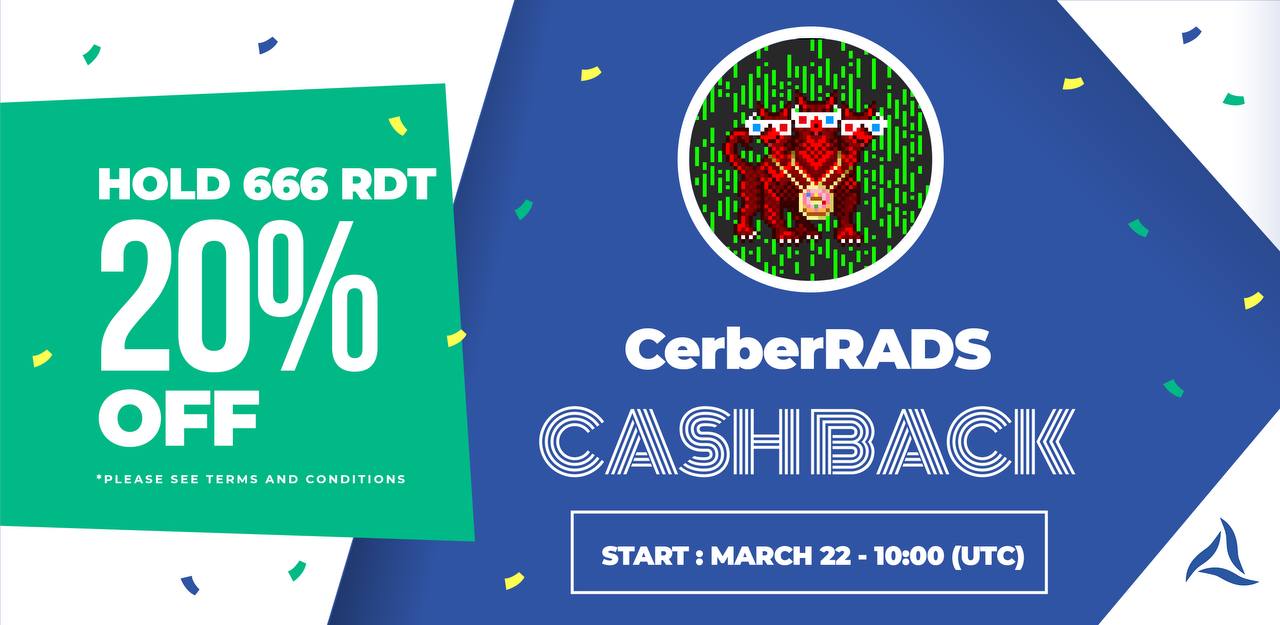 HOLD 666 RDT
20%
OFF
*PLEASE SEE TERMS AND CONDITIONS
CerberRADS
CASHBACK
START : MARCH 22 - 10:00 (UTC)